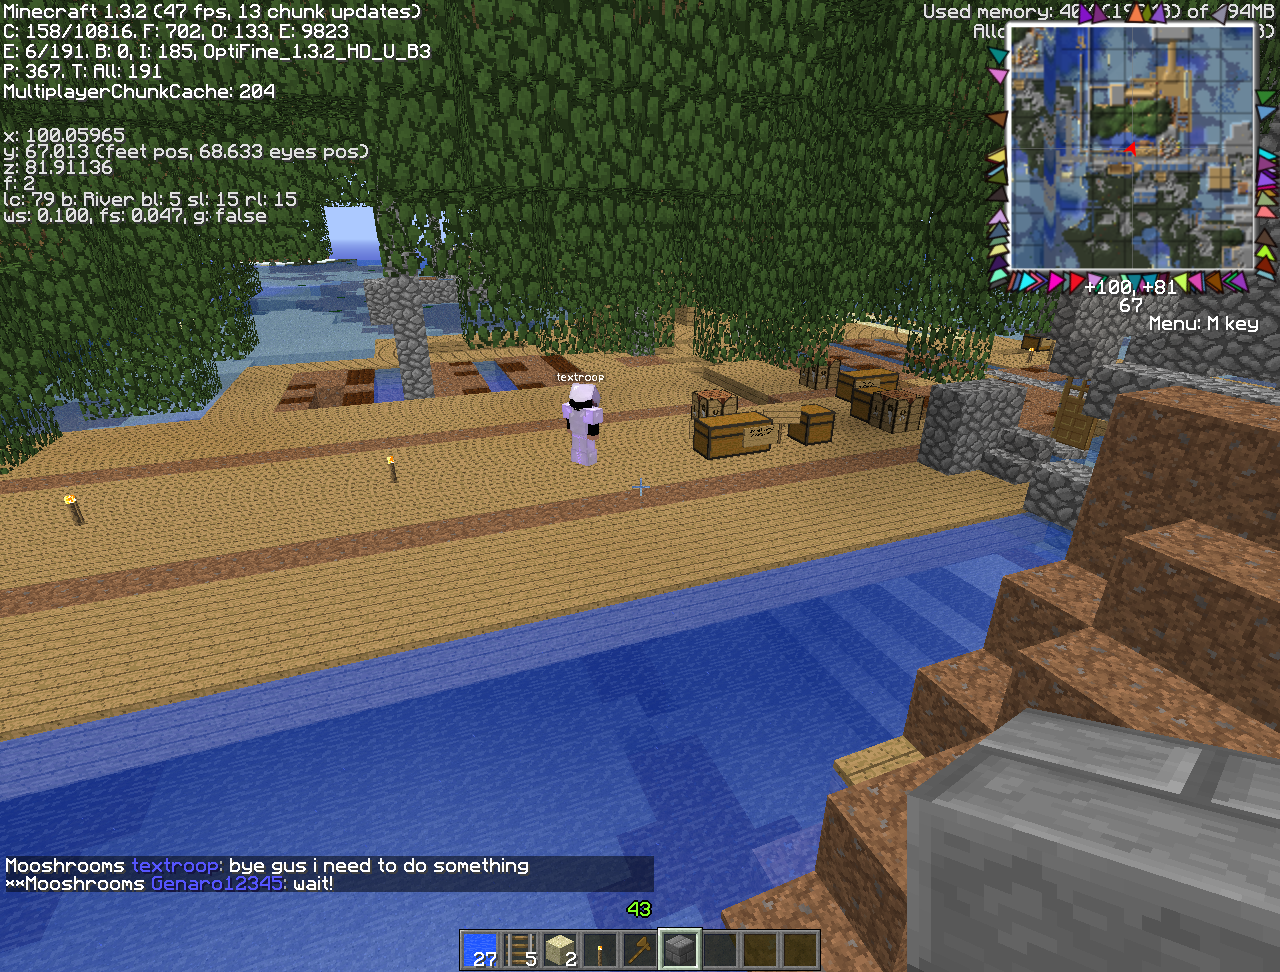 Minecraft 1.3.2 (47 fps, 13 chunk updates)
C: 158/10816. F: 702, O: 133, E: 9823
E: 6/191. B: 0, I: 185, OptiFine_1.3.2_HD_U_B3
P: 367. T: All: 191
MultiplayerChunkCache: 204
x: 100.05965
y: 67.013 (feet pos, 68.633 eyes pos)
z: 81.91136
f: 2
lc: 79 b: River bl: 5 sl: 15 rl: 15
ws: 0.100, fs: 0.047, g: false
Used memory: of 494MB
+100, +81
67
Menu: M key
textroop
Mooshrooms textroop: bye gus i need to do something
**Mooshrooms Genaro12345: wait!
43
27 5 2